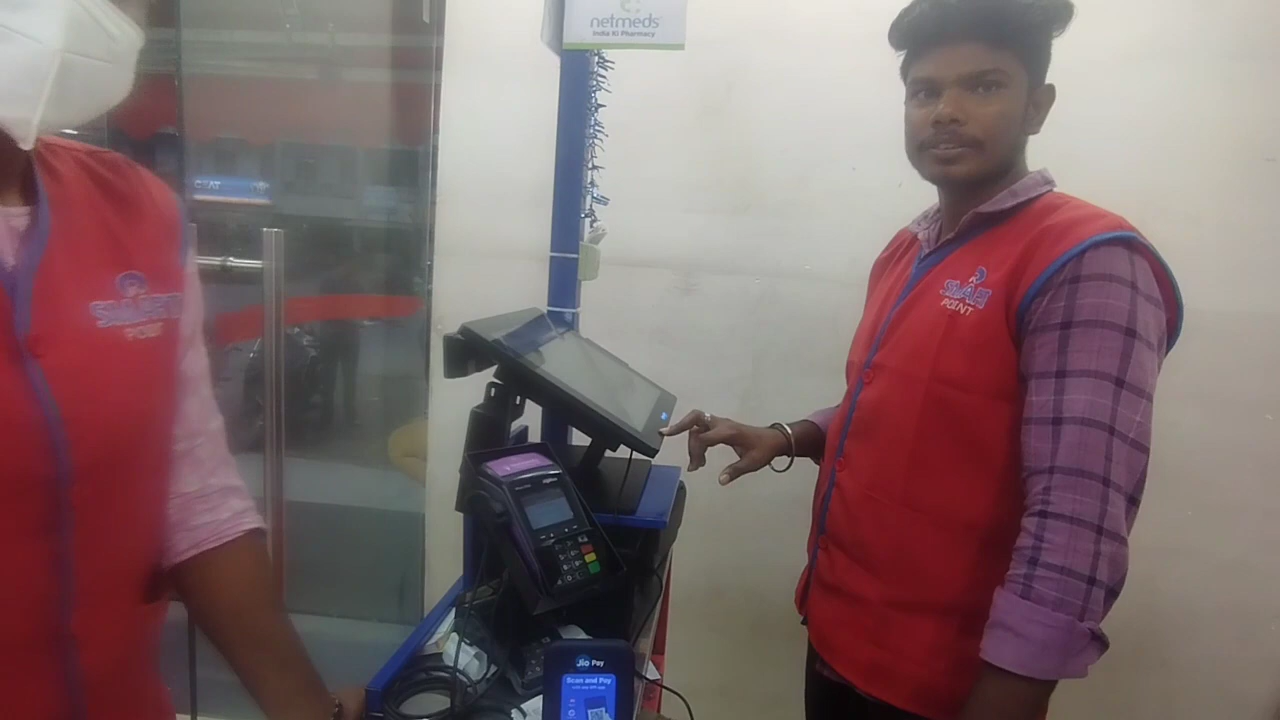 netmeds
India Ki Pharmacy
SMART
POINT
SMART
POINT
Jio Pay
Scan and Pay